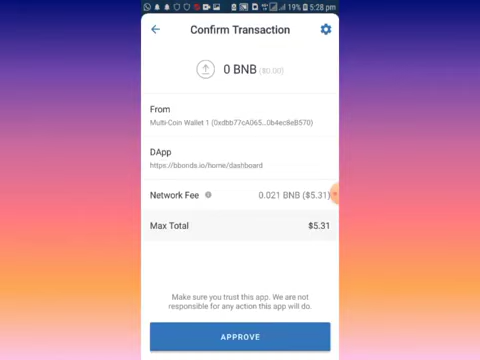 19% 5:28 pm
Confirm Transaction
0 BNB ($0.00)
From
Multi-Coin Wallet 1 (0xdbb77cA065...0b4ec8eB570)
DApp
https://bbonds.io/home/dashboard
Network Fee 0.021 BNB ($5.31)
Max Total $5.31
Make sure you trust this app. We are not
responsible for any action this app will do.
APPROVE